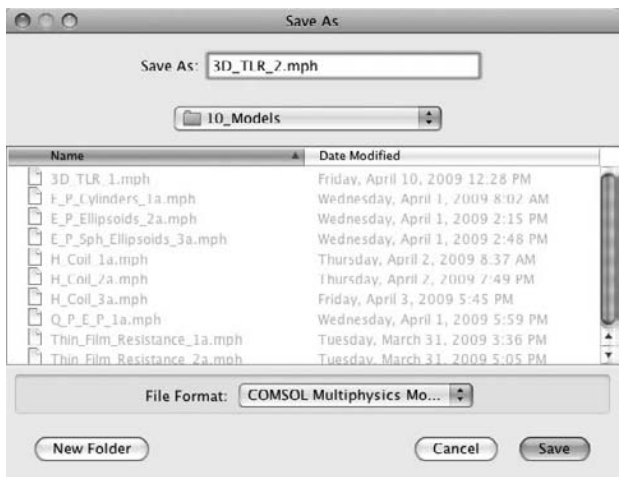 Save As
Save As: 3D_TLR_2.mph
10_Models
Name Date Modified
3D_TLR_1.mph Friday, April 10, 2009 12:28 PM
E_P_Cylinders_1a.mph Wednesday, April 1, 2009 8:02 AM
E_P_Ellipsoids_2a.mph Wednesday, April 1, 2009 2:15 PM
E_P_Sph_Ellipsoids_3a.mph Wednesday, April 1, 2009 2:48 PM
H_Coil_1a.mph Thursday, April 2, 2009 8:37 AM
H_Coil_2a.mph Thursday, April 2, 2009 7:49 PM
H_Coil_3a.mph Friday, April 3, 2009 5:45 PM
Q_P_E_P_1a.mph Wednesday, April 1, 2009 5:59 PM
Thin_Film_Resistance_1a.mph Tuesday, March 31, 2009 3:36 PM
Thin_Film_Resistance_2a.mph Tuesday, March 31, 2009 5:05 PM
File Format: COMSOL Multiphysics Mo...
New Folder Cancel Save